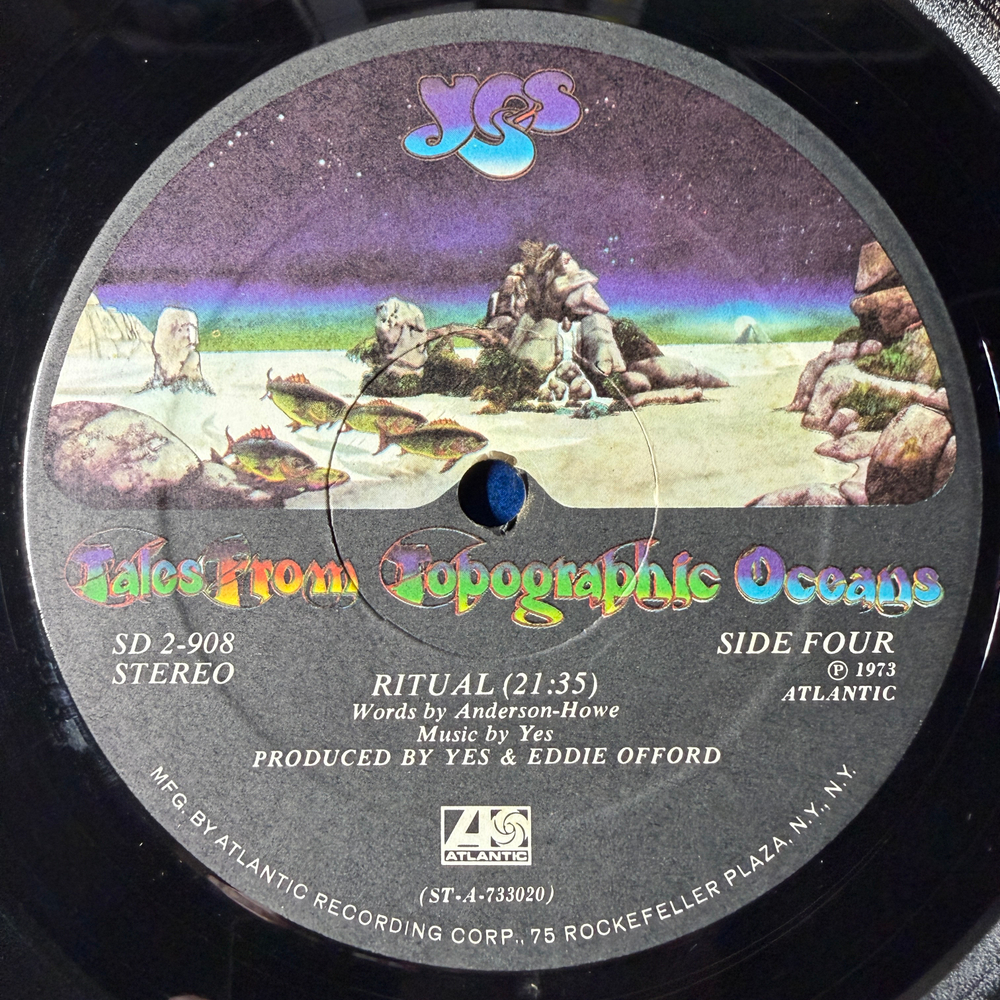 yes
Tales From Topographic Oceans
SD 2-908
STEREO
SIDE FOUR
Ⓟ 1973
ATLANTIC
RITUAL (21:35)
Words by Anderson-Howe
Music by Yes
PRODUCED BY YES & EDDIE OFFORD
ATLANTIC
(ST-A-733020)
MFG. BY ATLANTIC RECORDING CORP., 75 ROCKEFELLER PLAZA, N.Y., N.Y.